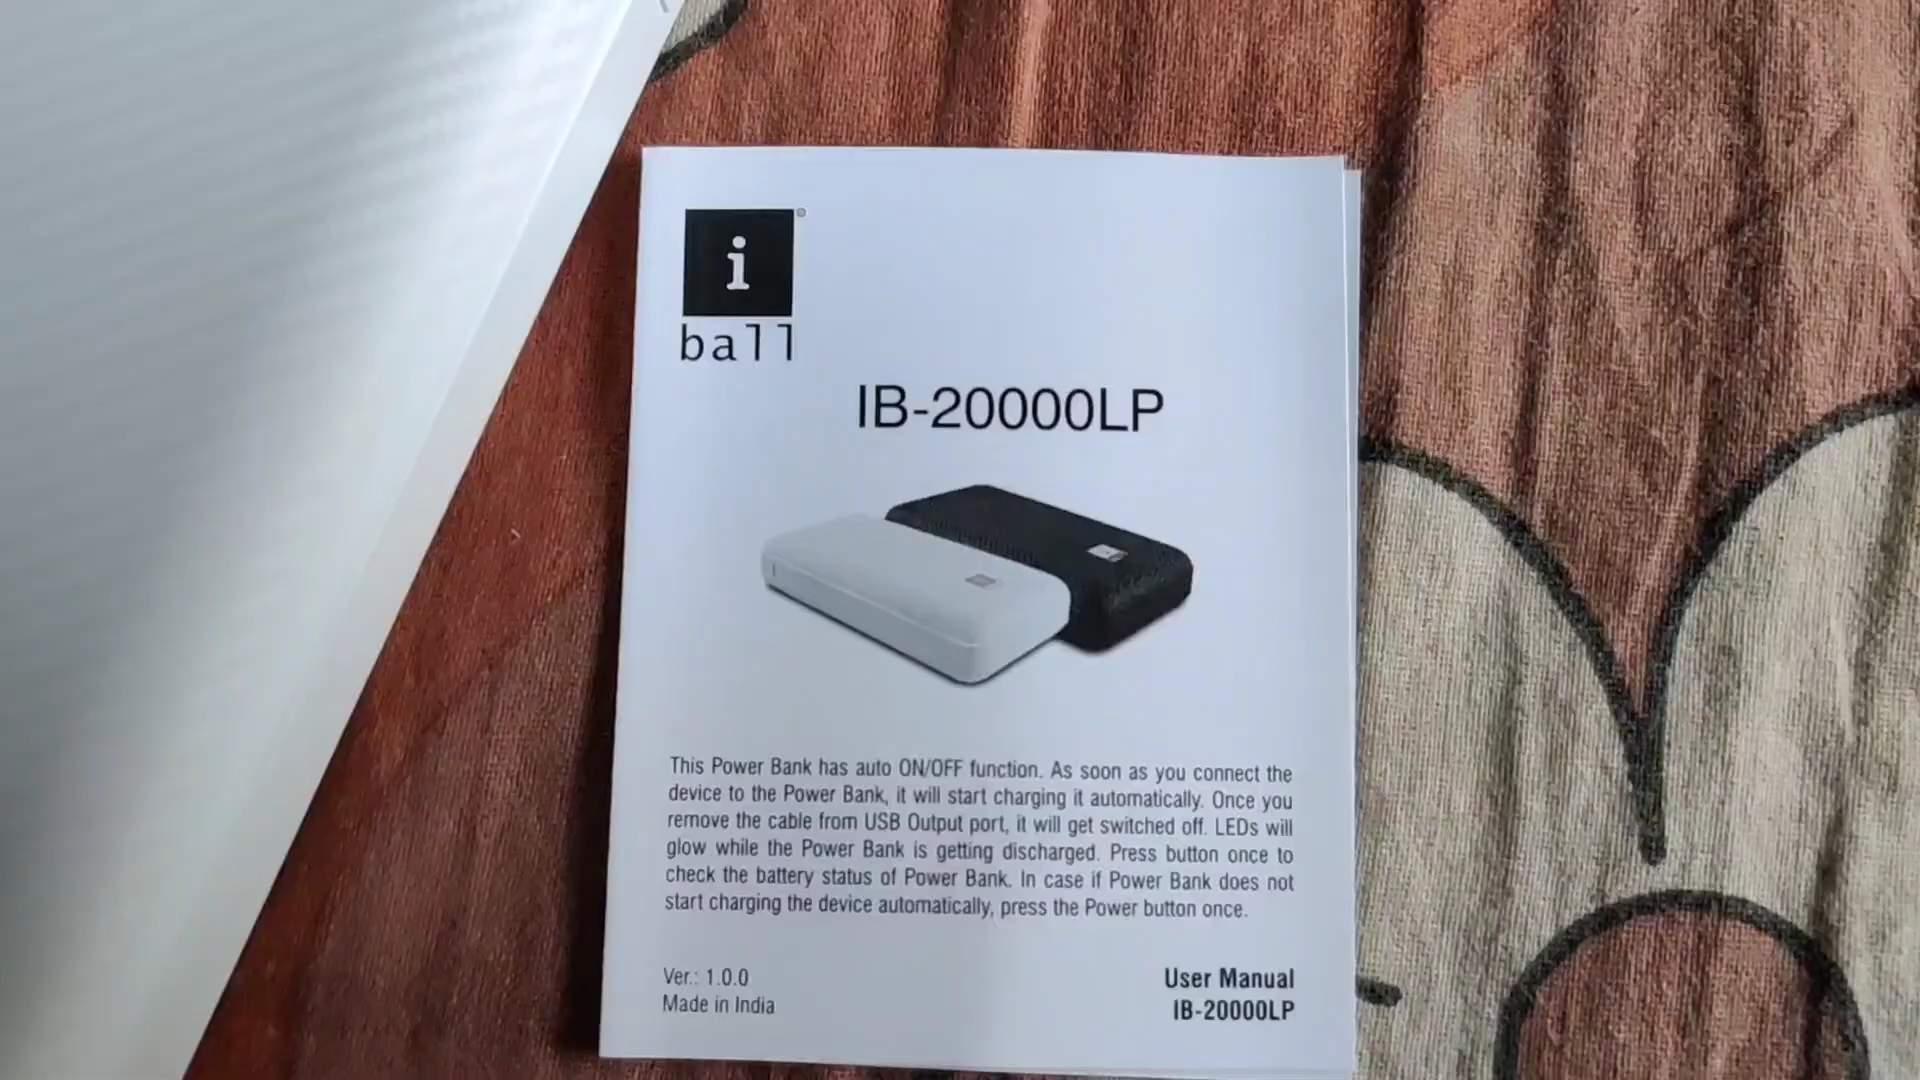 i
ball
IB-20000LP
This Power Bank has auto ON/OFF function. As soon as you connect the
device to the Power Bank, it will start charging it automatically. Once you
remove the cable from USB Output port, it will get switched off. LEDs will
glow while the Power Bank is getting discharged. Press button once to
check the battery status of Power Bank. In case if Power Bank does not
start charging the device automatically, press the Power button once.
Ver.: 1.0.0
Made in India
User Manual
IB-20000LP